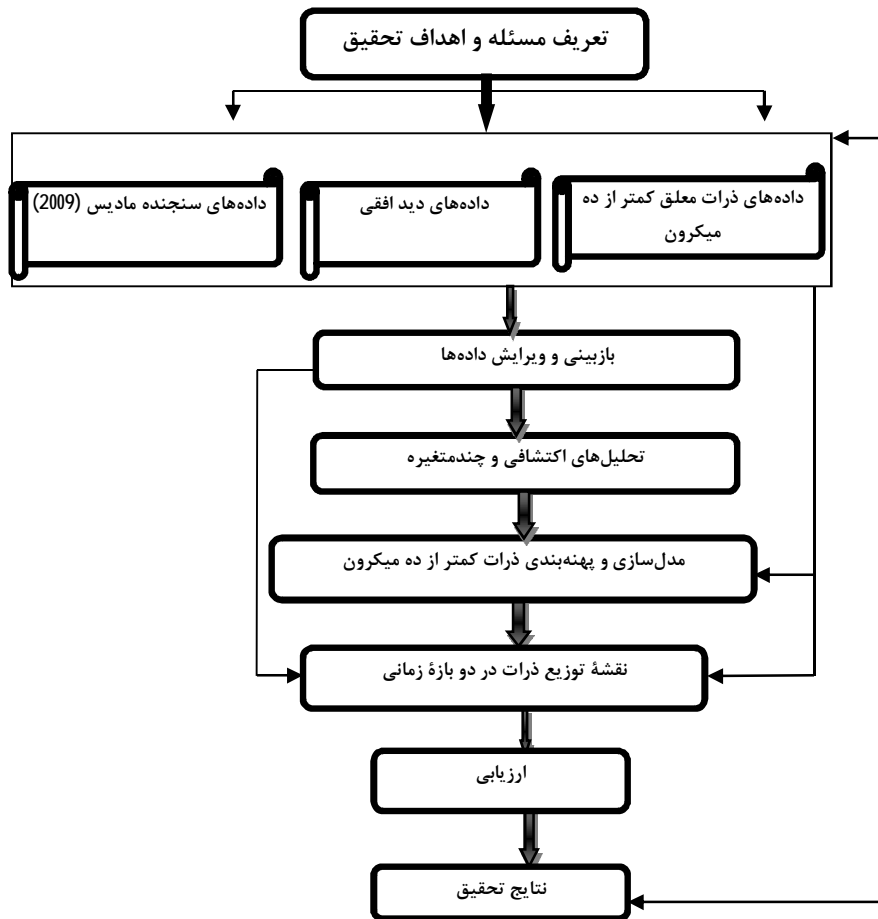 تعریف مسئله و اهداف تحقیق
داده‌های ذرات معلق کمتر از ده
میکرون
داده‌های دید افقی
داده‌های سنجنده مادیس (2009)
بازبینی و ویرایش داده‌ها
تحلیل‌های اکتشافی و چندمتغیره
مدل‌سازی و پهنه‌بندی ذرات کمتر از ده میکرون
نقشهٔ توزیع ذرات در دو بازهٔ زمانی
ارزیابی
نتایج تحقیق